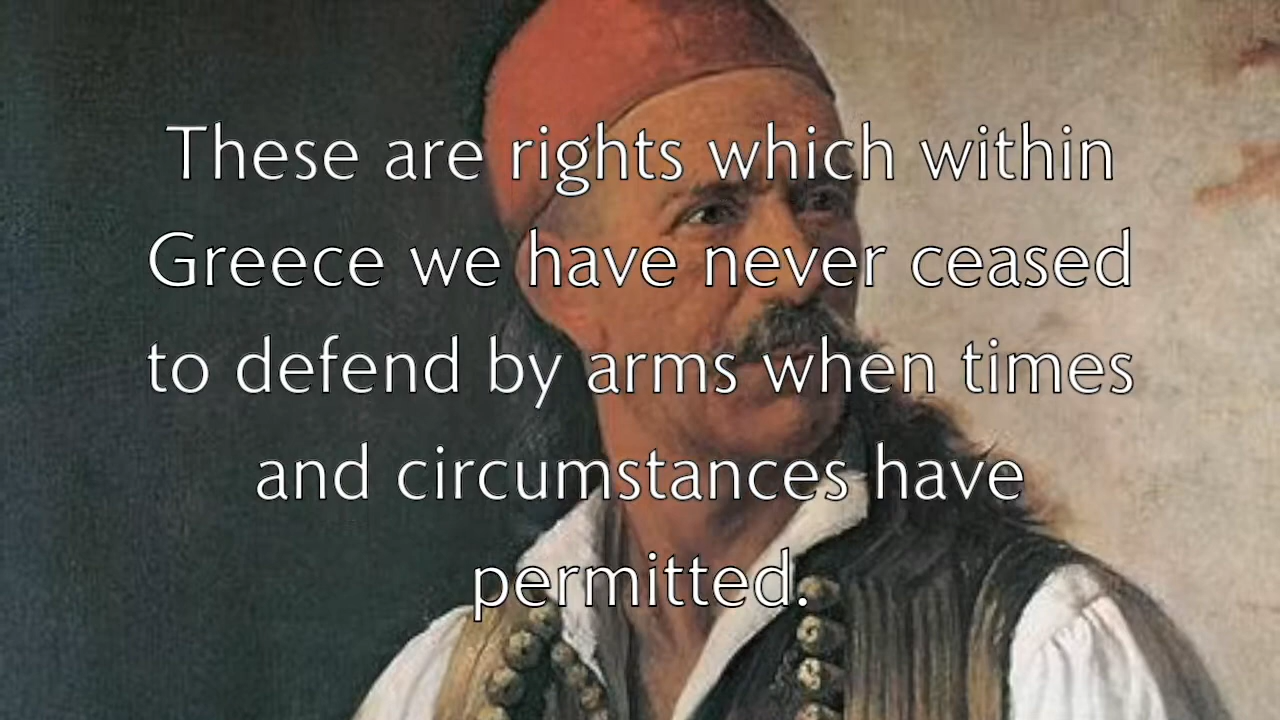 These are rights which within
Greece we have never ceased
to defend by arms when times
and circumstances have
permitted.